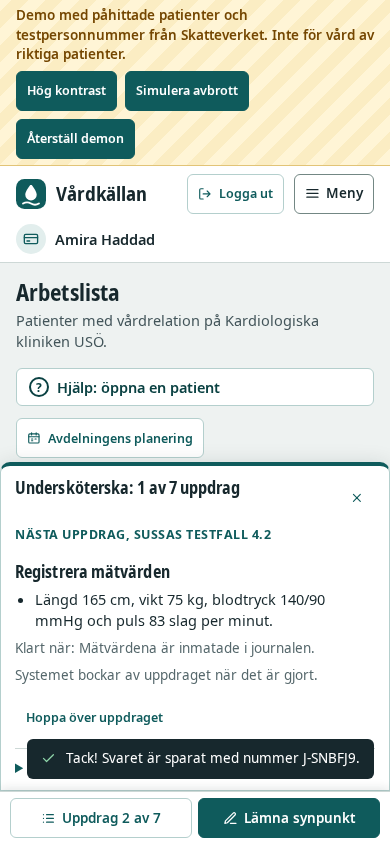 Demo med påhittade patienter och
testpersonnummer från Skatteverket. Inte för vård av
riktiga patienter.
Hög kontrast
Simulera avbrott
Återställ demon
Vårdkällan
Logga ut
Meny
Amira Haddad
Arbetslista
Patienter med vårdrelation på Kardiologiska
kliniken USÖ.
? Hjälp: öppna en patient
Avdelningens planering
Undersköterska: 1 av 7 uppdrag
NÄSTA UPPDRAG, SUSSAS TESTFALL 4.2
Registrera mätvärden
• Längd 165 cm, vikt 75 kg, blodtryck 140/90
mmHg och puls 83 slag per minut.
Klart när: Mätvärdena är inmatade i journalen.
Systemet bockar av uppdraget när det är gjort.
Hoppa över uppdraget
Tack! Svaret är sparat med nummer J-SNBFJ9.
Uppdrag 2 av 7
Lämna synpunkt